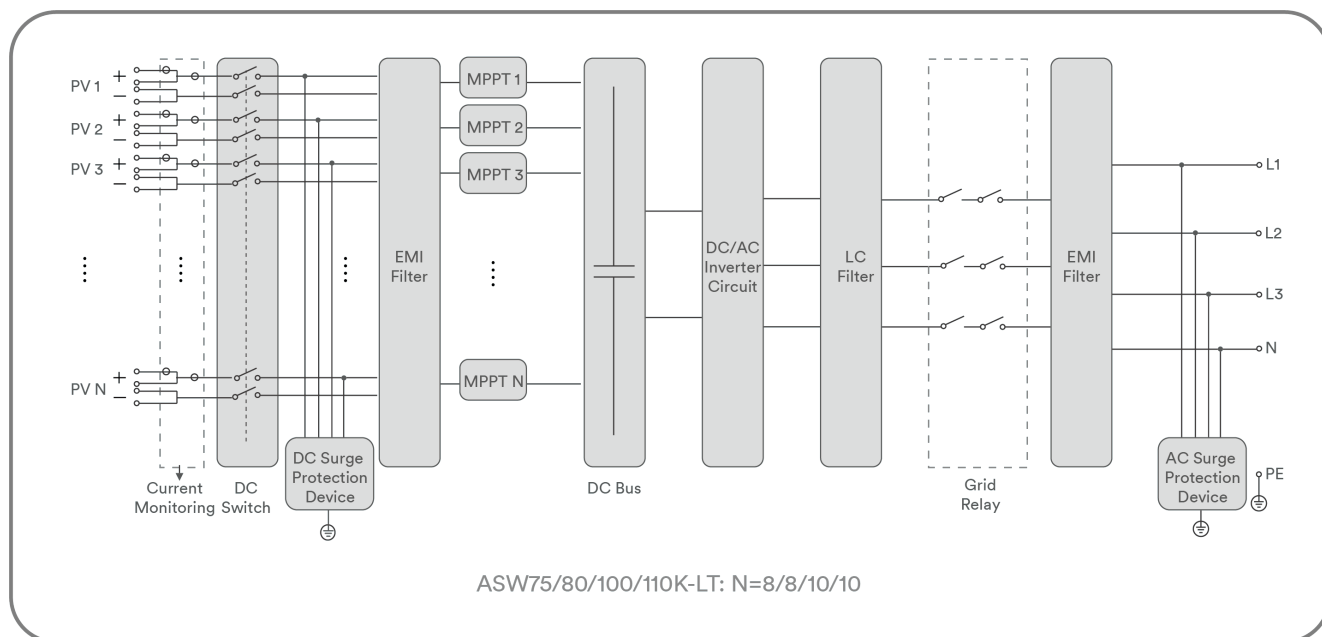 PV 1
+
−
PV 2
+
−
PV 3
+
−
PV N
+
−
Current
Monitoring
DC
Switch
DC Surge
Protection
Device
EMI
Filter
MPPT 1
MPPT 2
MPPT 3
MPPT N
DC Bus
DC/AC
Inverter
Circuit
LC
Filter
Grid
Relay
EMI
Filter
L1
L2
L3
N
AC Surge
Protection
Device
PE
ASW75/80/100/110K-LT: N=8/8/10/10